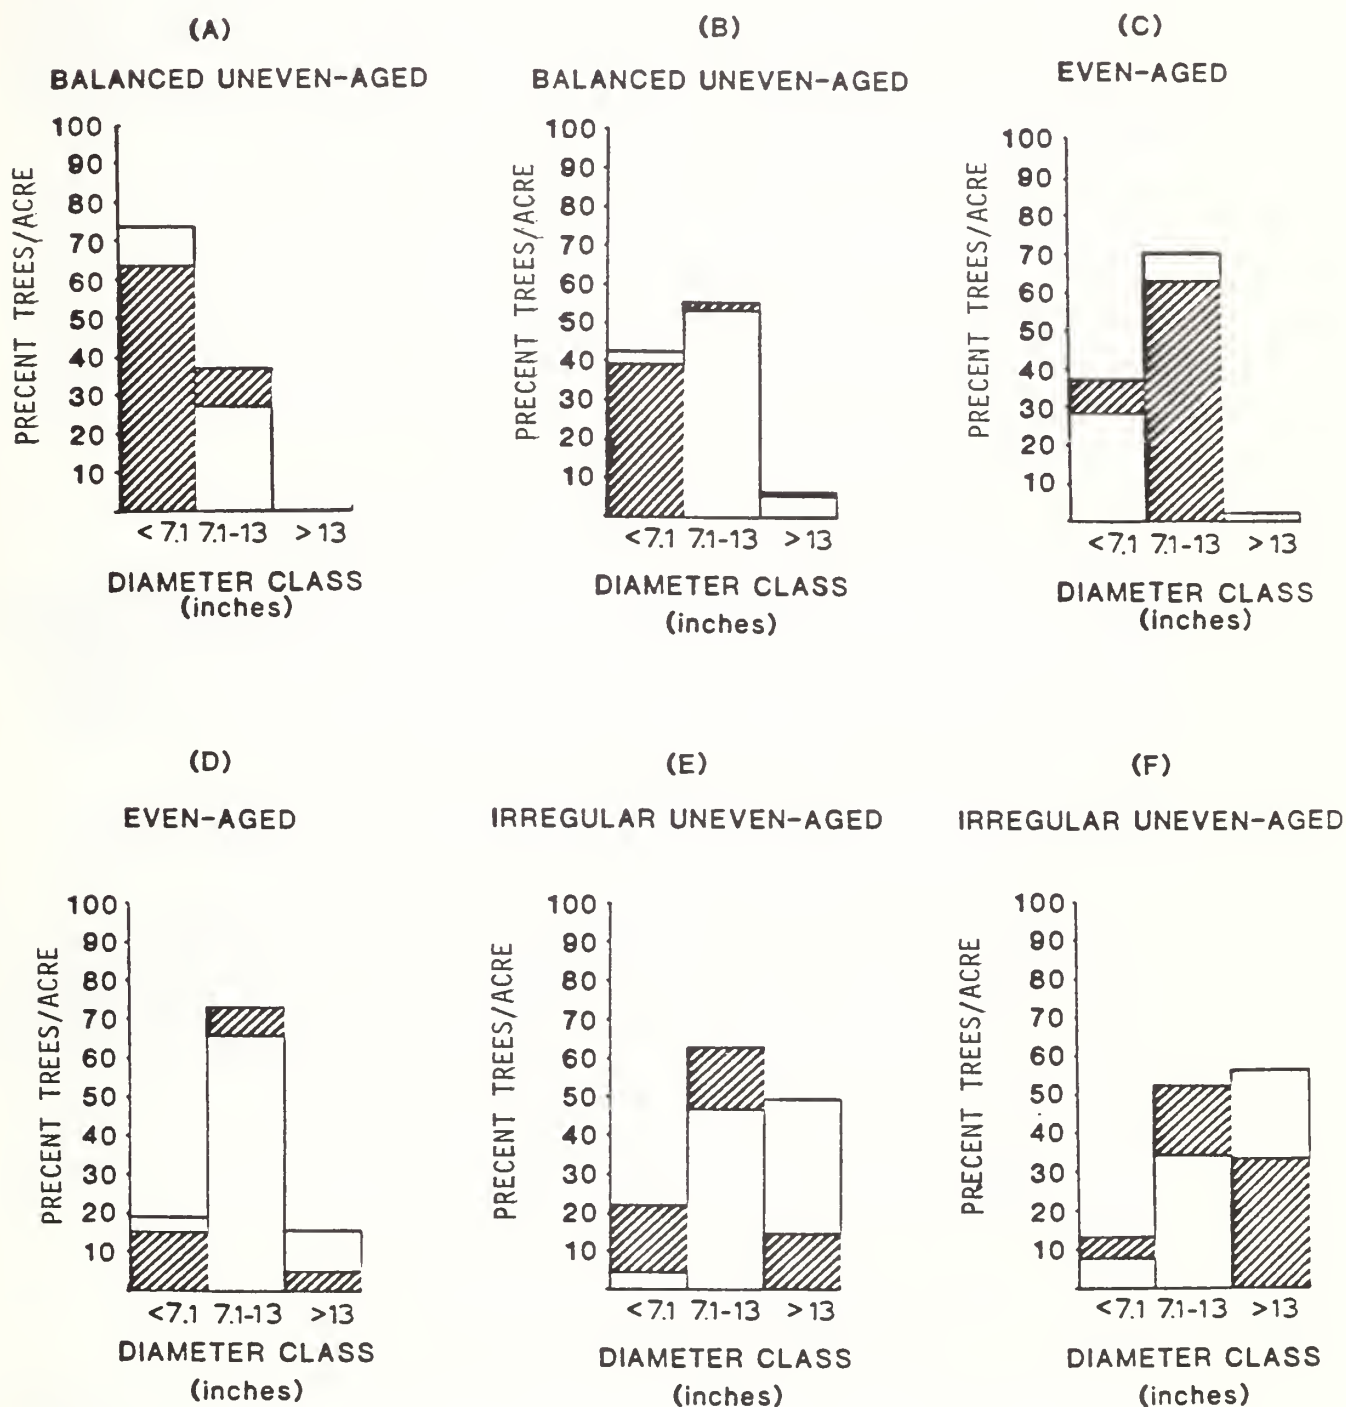 (A)
BALANCED UNEVEN-AGED
PRECENT TREES/ACRE
100
90
80
70
60
50
40
30
20
10
<7.1 7.1-13 >13
DIAMETER CLASS
(inches)
(B)
BALANCED UNEVEN-AGED
PRECENT TREES/ACRE
100
90
80
70
60
50
40
30
20
10
<7.1 7.1-13 >13
DIAMETER CLASS
(inches)
(C)
EVEN-AGED
PRECENT TREES/ACRE
100
90
80
70
60
50
40
30
20
10
<7.1 7.1-13 >13
DIAMETER CLASS
(inches)
(D)
EVEN-AGED
PRECENT TREES/ACRE
100
90
80
70
60
50
40
30
20
10
<7.1 7.1-13 >13
DIAMETER CLASS
(inches)
(E)
IRREGULAR UNEVEN-AGED
PRECENT TREES/ACRE
100
90
80
70
60
50
40
30
20
10
<7.1 7.1-13 >13
DIAMETER CLASS
(inches)
(F)
IRREGULAR UNEVEN-AGED
PRECENT TREES/ACRE
100
90
80
70
60
50
40
30
20
10
<7.1 7.1-13 >13
DIAMETER CLASS
(inches)